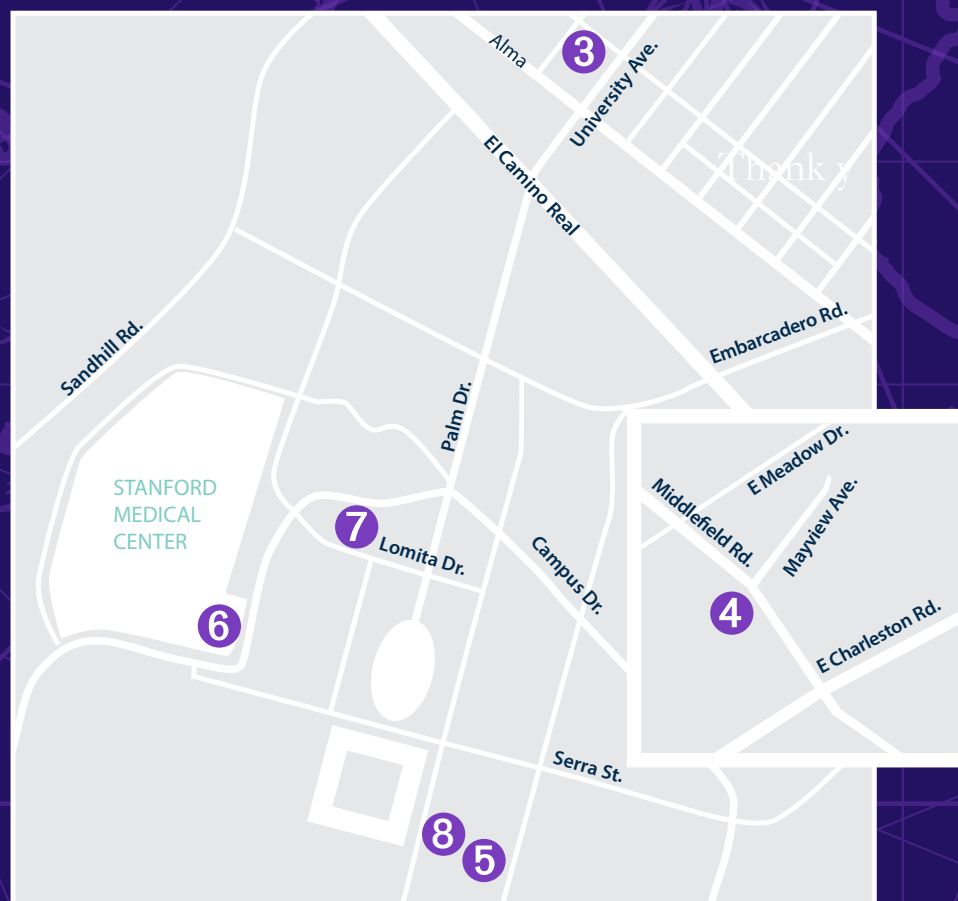 Alma
3
University Ave.
El Camino Real
Thank y
Sandhill Rd.
Embarcadero Rd.
Palm Dr.
E Meadow Dr.
Middlefield Rd.
Mayview Ave.
STANFORD
MEDICAL
CENTER
7
Lomita Dr.
Campus Dr.
4
6
E Charleston Rd.
Serra St.
8
5